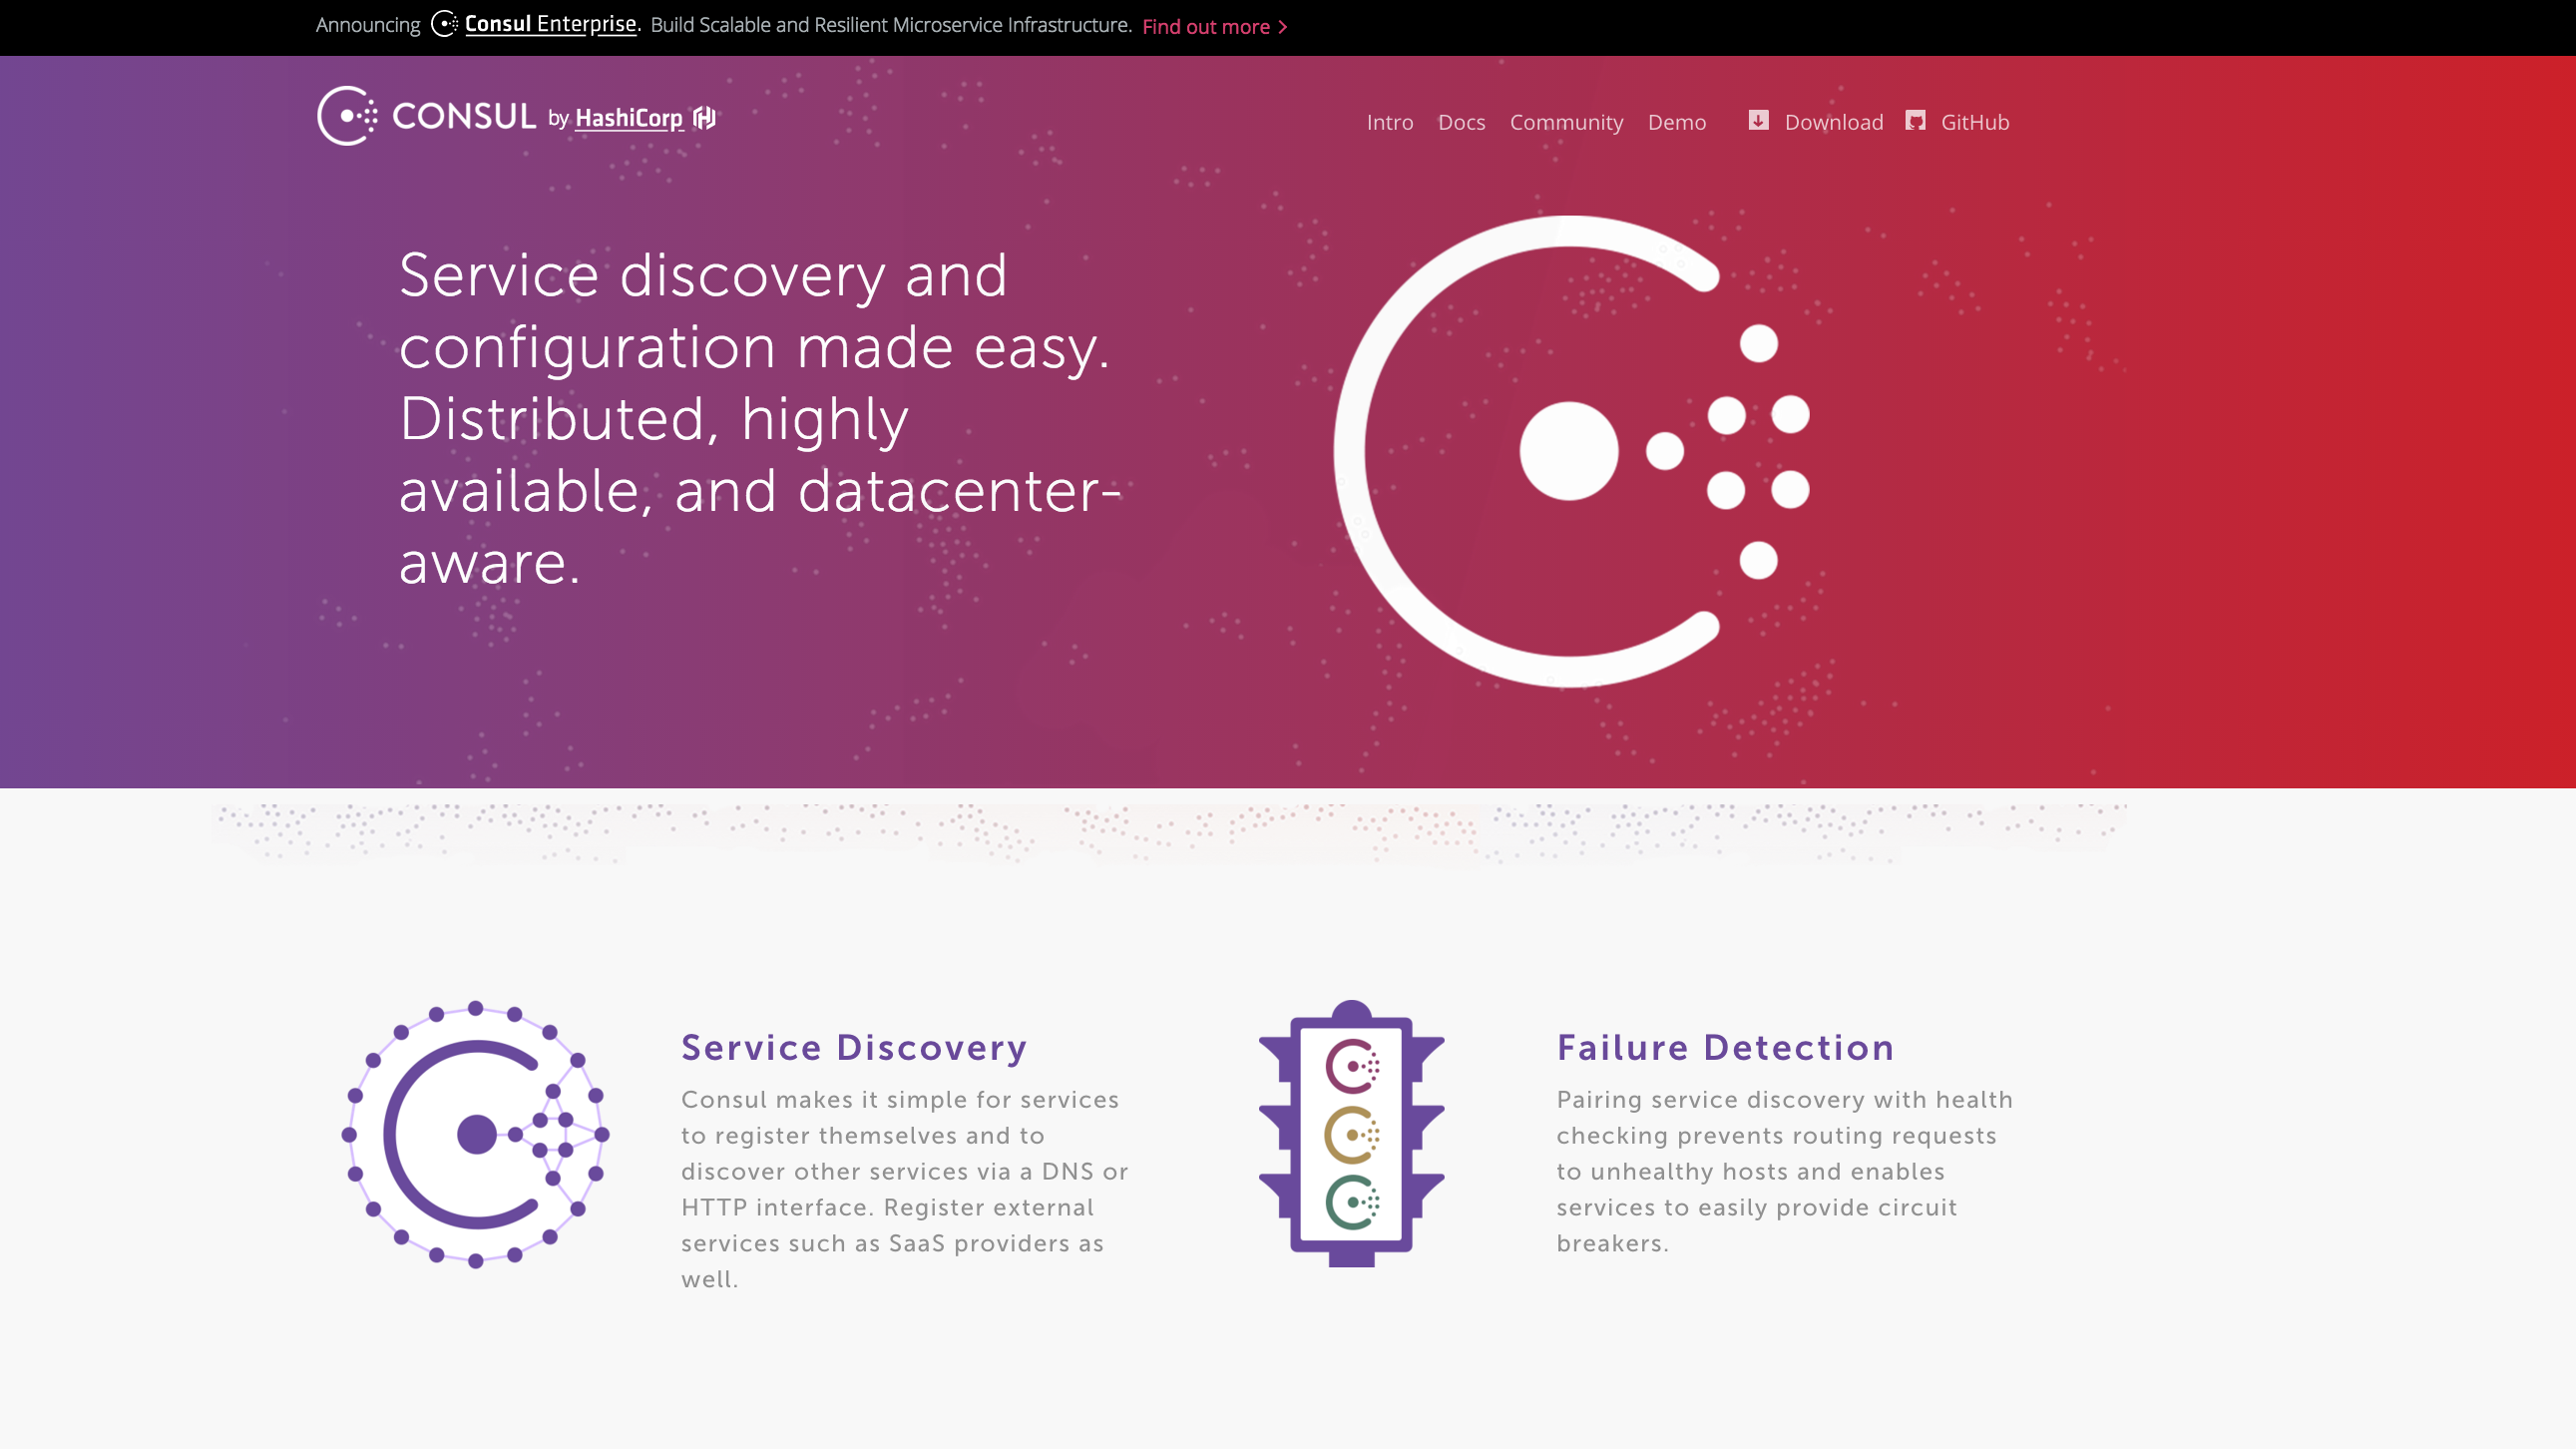 Announcing Consul Enterprise. Build Scalable and Resilient Microservice Infrastructure. Find out more
CONSUL by HashiCorp
Intro Docs Community Demo Download GitHub
Service discovery and
configuration made easy.
Distributed, highly
available, and datacenter-
aware.
Service Discovery
Consul makes it simple for services
to register themselves and to
discover other services via a DNS or
HTTP interface. Register external
services such as SaaS providers as
well.
Failure Detection
Pairing service discovery with health
checking prevents routing requests
to unhealthy hosts and enables
services to easily provide circuit
breakers.